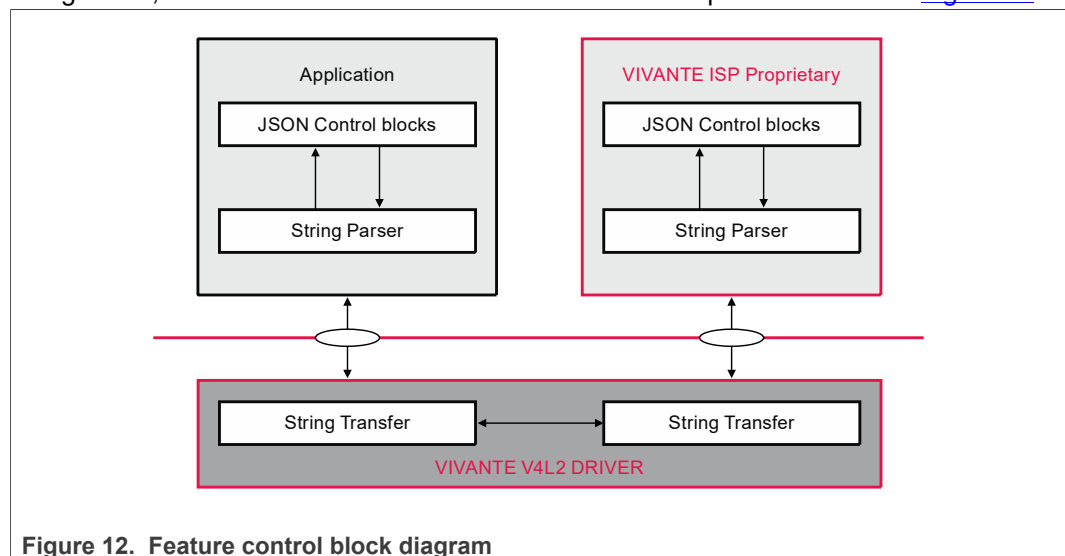 Application
VIVANTE ISP Proprietary
JSON Control blocks
JSON Control blocks
String Parser
String Parser
String Transfer
String Transfer
VIVANTE V4L2 DRIVER
Figure 12. Feature control block diagram